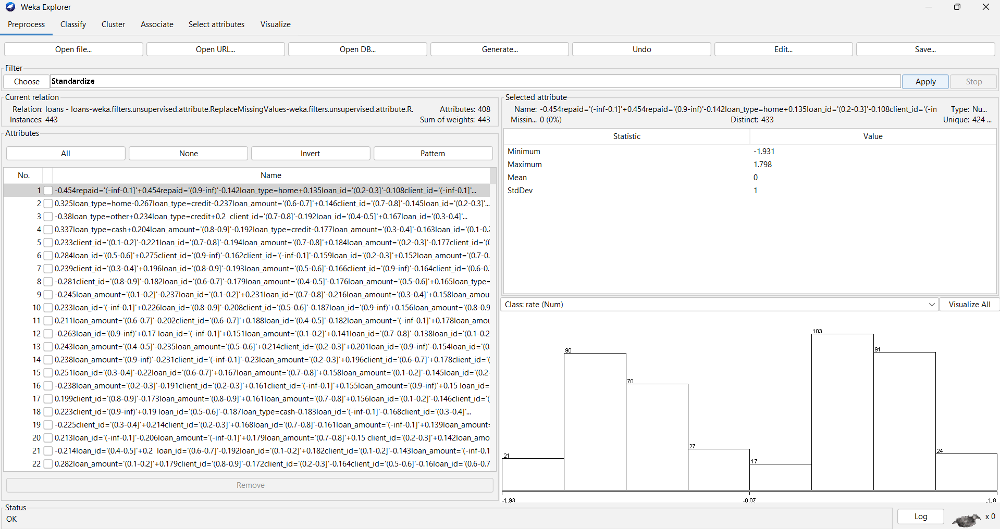 Weka Explorer
Preprocess Classify Cluster Associate Select attributes Visualize
Open file... Open URL... Open DB... Generate... Undo Edit... Save...
Filter
Choose Standardize Apply Stop
Current relation
Relation: loans - loans-weka.filters.unsupervised.attribute.ReplaceMissingValues-weka.filters.unsupervised.attribute.R. Attributes: 408
Instances: 443 Sum of weights: 443
Attributes
All None Invert Pattern
No. Name
1 -0.454repaid='(-inf-0.1]'+0.454repaid='(0.9-inf)'-0.142loan_type=home+0.135loan_id='(0.2-0.3]'-0.108client_id='(-inf-0.1]'...
2 0.325loan_type=home-0.267loan_type=credit-0.237loan_amount='(0.6-0.7]'+0.146client_id='(0.7-0.8]'-0.145loan_id='(0.2-0.3]'...
3 -0.38loan_type=other+0.234loan_type=credit+0.2 client_id='(0.7-0.8]'-0.192loan_id='(0.4-0.5]'+0.167loan_id='(0.3-0.4]'...
4 0.337loan_type=cash+0.204loan_amount='(0.8-0.9]'-0.192loan_type=credit-0.177loan_amount='(0.3-0.4]'-0.163loan_id='(0.1-0.2
5 0.233client_id='(0.1-0.2]'-0.221loan_id='(0.7-0.8]'-0.194loan_amount='(0.7-0.8]'+0.184loan_amount='(0.2-0.3]'-0.177client_id='(0
6 0.284loan_id='(0.5-0.6]'+0.275client_id='(0.9-inf)'-0.162client_id='(-inf-0.1]'-0.159loan_id='(0.2-0.3]'+0.152loan_amount='(0.7-0.
7 0.239client_id='(0.3-0.4]'+0.196loan_id='(0.8-0.9]'-0.193loan_amount='(0.5-0.6]'-0.166client_id='(0.9-inf)'-0.164client_id='(0.6-0.
8 -0.281client_id='(0.8-0.9]'-0.182loan_id='(0.6-0.7]'-0.179loan_amount='(0.4-0.5]'-0.176loan_amount='(0.5-0.6]'+0.165loan_type=
9 -0.245loan_amount='(0.1-0.2]'-0.237loan_id='(0.1-0.2]'+0.231loan_id='(0.7-0.8]'-0.216loan_amount='(0.3-0.4]'+0.158loan_amou
10 0.233loan_id='(-inf-0.1]'+0.226loan_id='(0.8-0.9]'-0.208client_id='(0.5-0.6]'-0.187loan_id='(0.9-inf)'+0.156loan_amount='(0.8-0.9
11 0.211loan_amount='(0.6-0.7]'-0.202client_id='(0.6-0.7]'+0.188loan_id='(0.4-0.5]'-0.182loan_amount='(-inf-0.1]'+0.178loan_amou
12 -0.263loan_id='(0.9-inf)'+0.17 loan_id='(-inf-0.1]'+0.151loan_amount='(0.1-0.2]'+0.141loan_id='(0.7-0.8]'-0.138loan_id='(0.1-0.2
13 0.243loan_amount='(0.4-0.5]'-0.235loan_amount='(0.5-0.6]'+0.214client_id='(0.2-0.3]'+0.201loan_id='(0.9-inf)'-0.154loan_id='(0
14 0.238loan_amount='(0.9-inf)'-0.231client_id='(-inf-0.1]'-0.23loan_amount='(0.2-0.3]'+0.196client_id='(0.6-0.7]'+0.178client_id='(
15 0.251loan_id='(0.3-0.4]'-0.22loan_id='(0.6-0.7]'+0.167loan_amount='(0.7-0.8]'+0.158loan_amount='(0.1-0.2]'-0.145loan_id='(0.2-
16 -0.238loan_amount='(0.2-0.3]'-0.191client_id='(0.2-0.3]'+0.161client_id='(-inf-0.1]'+0.155loan_amount='(0.9-inf)'+0.15 loan_id=
17 0.199client_id='(0.8-0.9]'-0.173loan_amount='(0.8-0.9]'+0.161loan_amount='(0.7-0.8]'+0.156loan_id='(0.1-0.2]'-0.146client_id='(
18 0.223client_id='(0.9-inf)'+0.19 loan_id='(0.5-0.6]'-0.187loan_type=cash-0.183loan_id='(-inf-0.1]'-0.168client_id='(0.3-0.4]'...
19 -0.225client_id='(0.3-0.4]'+0.214client_id='(0.2-0.3]'+0.168loan_id='(0.7-0.8]'-0.161loan_amount='(-inf-0.1]'+0.139loan_amount=
20 0.213loan_id='(-inf-0.1]'-0.206loan_amount='(-inf-0.1]'+0.179loan_amount='(0.7-0.8]'+0.15 client_id='(0.2-0.3]'+0.142loan_amo
21 -0.214loan_id='(0.4-0.5]'+0.2 loan_id='(0.6-0.7]'-0.192loan_id='(0.1-0.2]'+0.182client_id='(0.1-0.2]'-0.143loan_amount='(-inf-0.1
22 0.282loan_amount='(0.1-0.2]'+0.179client_id='(0.8-0.9]'-0.172client_id='(0.2-0.3]'-0.164client_id='(0.5-0.6]'-0.16loan_id='(0.6-0.7
Remove
Selected attribute
Name: -0.454repaid='(-inf-0.1]'+0.454repaid='(0.9-inf)'-0.142loan_type=home+0.135loan_id='(0.2-0.3]'-0.108client_id='(-in Type: Nu...
Missin... 0 (0%) Distinct: 433 Unique: 424 ...
Statistic Value
Minimum -1.931
Maximum 1.798
Mean 0
StdDev 1
Class: rate (Num) Visualize All
21 90 70 27 17 103 91 24
-1.93 -0.07 1.8
Status
OK
Log x 0